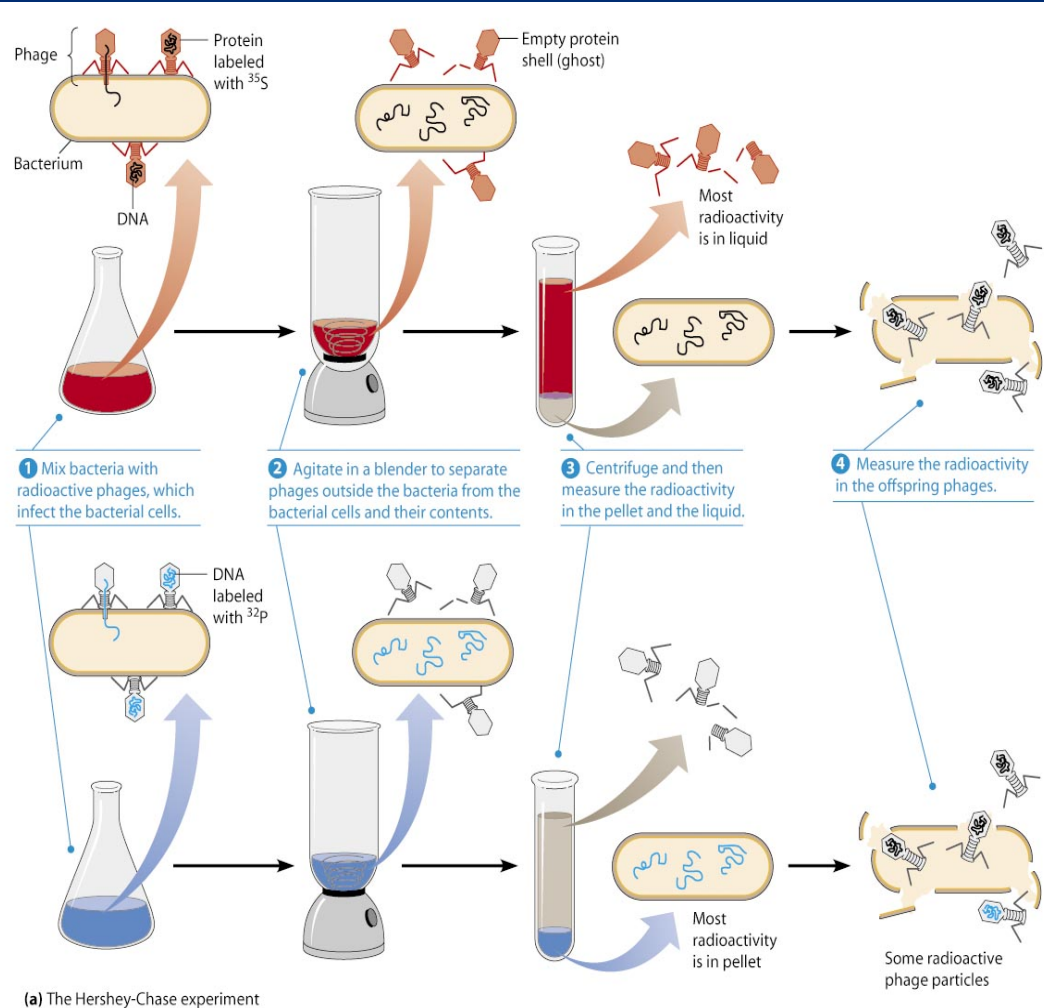 Phage
Protein
labeled
with 35S
Bacterium
DNA
Empty protein
shell (ghost)
Most
radioactivity
is in liquid
1 Mix bacteria with
radioactive phages, which
infect the bacterial cells.
2 Agitate in a blender to separate
phages outside the bacteria from the
bacterial cells and their contents.
3 Centrifuge and then
measure the radioactivity
in the pellet and the liquid.
4 Measure the radioactivity
in the offspring phages.
DNA
labeled
with 32P
Most
radioactivity
is in pellet
Some radioactive
phage particles
(a) The Hershey-Chase experiment